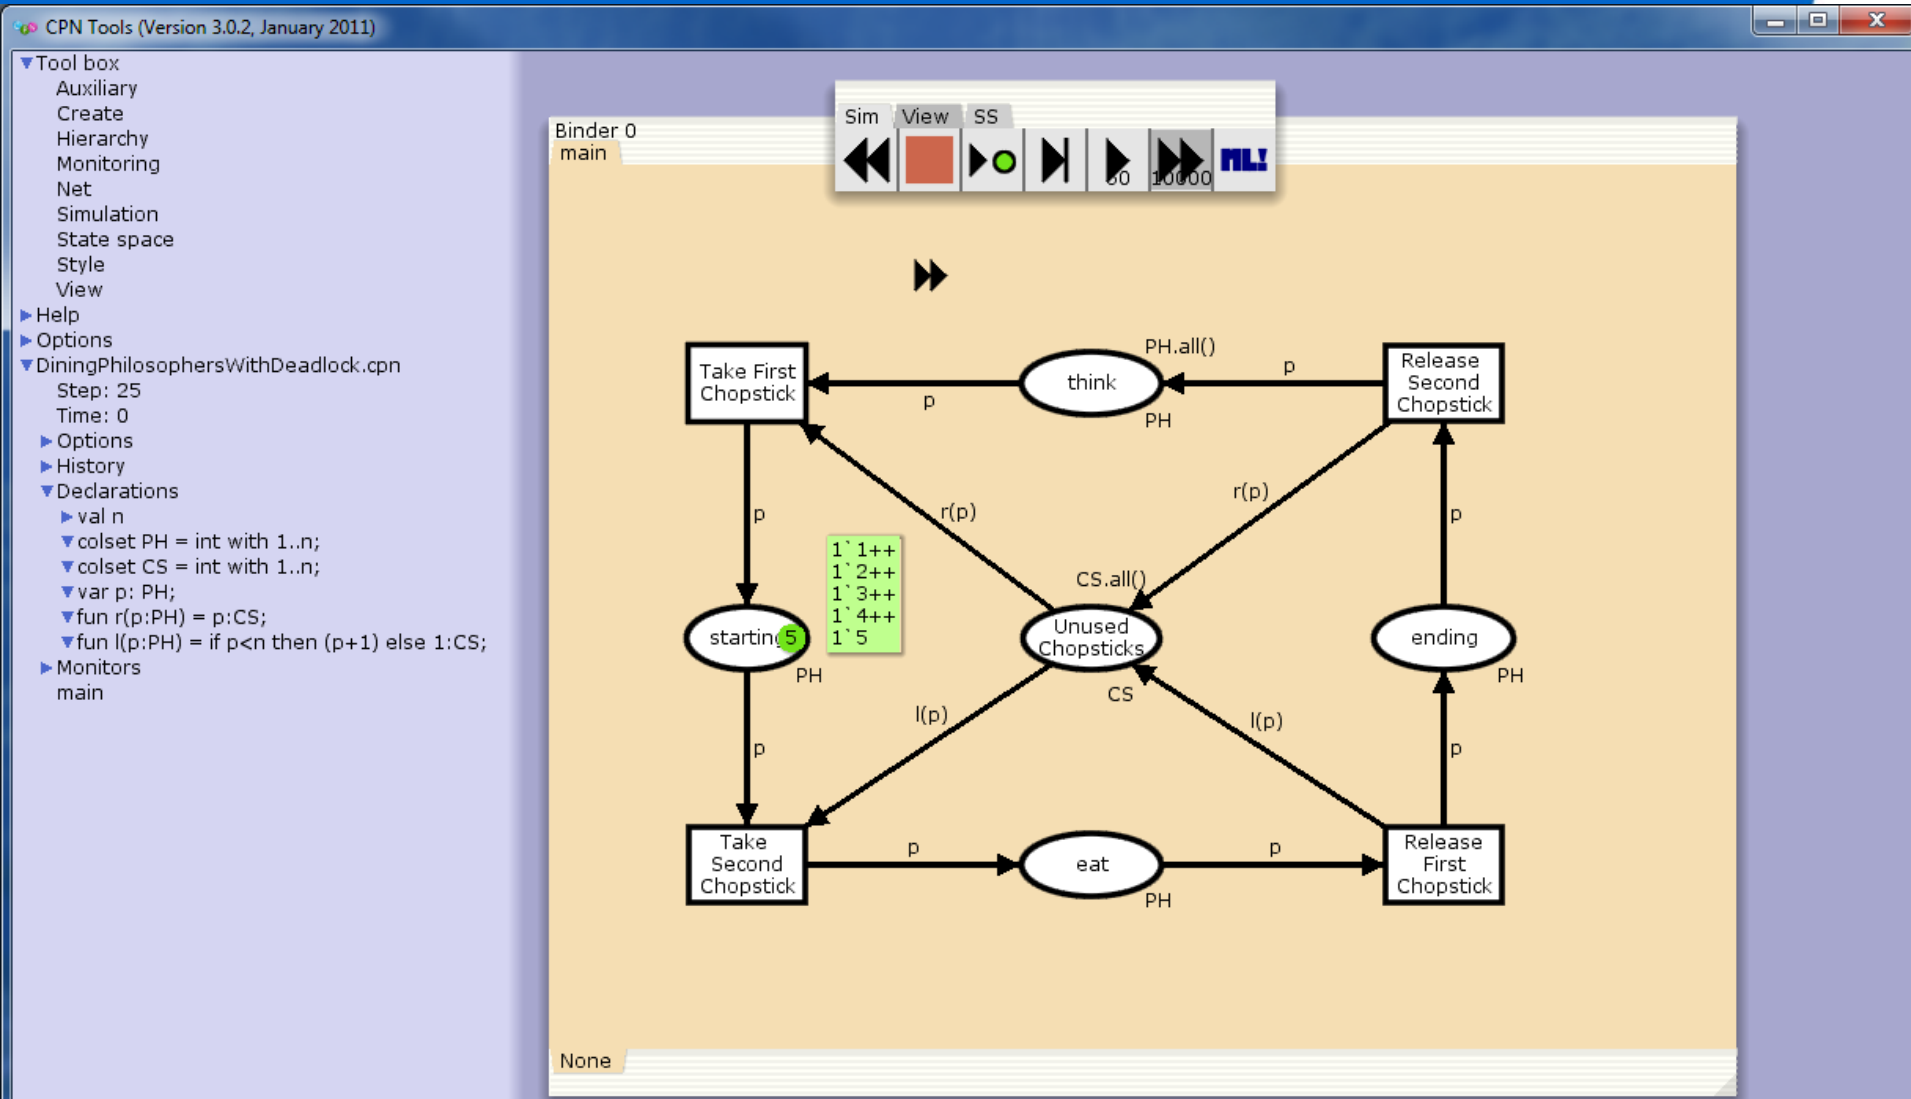 CPN Tools (Version 3.0.2, January 2011)
Tool box
Auxiliary
Create
Hierarchy
Monitoring
Net
Simulation
State space
Style
View
Help
Options
DiningPhilosophersWithDeadlock.cpn
Step: 25
Time: 0
Options
History
Declarations
val n
colset PH = int with 1..n;
colset CS = int with 1..n;
var p: PH;
fun r(p:PH) = p:CS;
fun l(p:PH) = if p<n then (p+1) else 1:CS;
Monitors
main
Binder 0
main
Sim View SS
50 10000 ML!
Take First
Chopstick
p
think
PH.all()
PH
p
Release
Second
Chopstick
p
r(p)
r(p)
p
1`1++
1`2++
1`3++
1`4++
1`5
starting 5
PH
CS.all()
Unused
Chopsticks
CS
ending
PH
p
l(p)
l(p)
p
Take
Second
Chopstick
p
eat
PH
p
Release
First
Chopstick
None